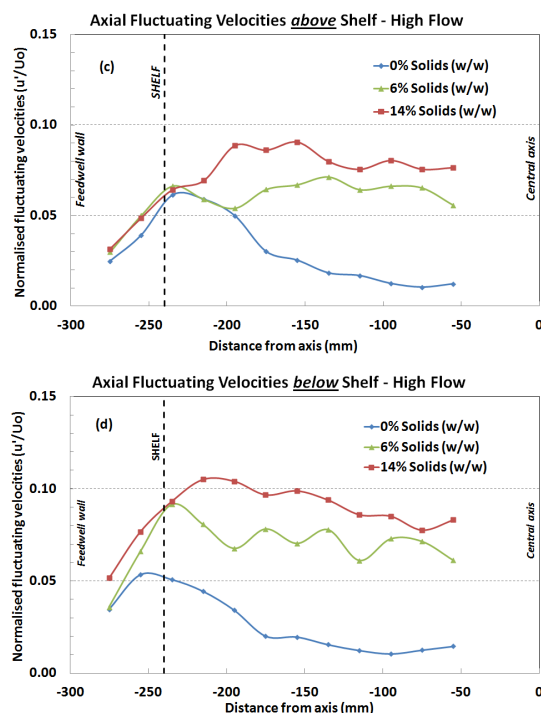 Axial Fluctuating Velocities above Shelf - High Flow
Normalised fluctuating velocities (u'/Uo)
0.15
0.10
0.05
0.00
(c)
SHELF
Feedwell wall
Central axis
0% Solids (w/w)
6% Solids (w/w)
14% Solids (w/w)
-300 -250 -200 -150 -100 -50 0
Distance from axis (mm)
Axial Fluctuating Velocities below Shelf - High Flow
Normalised fluctuating velocities (u'/Uo)
0.15
0.10
0.05
0.00
(d)
SHELF
Feedwell wall
Central axis
0% Solids (w/w)
6% Solids (w/w)
14% Solids (w/w)
-300 -250 -200 -150 -100 -50 0
Distance from axis (mm)